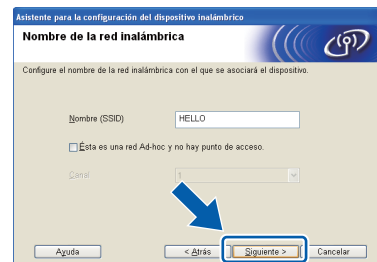 Asistente para la configuración del dispositivo inalámbrico
Nombre de la red inalámbrica
Configure el nombre de la red inalámbrica con el que se asociará el dispositivo.
Nombre (SSID)
HELLO
Ésta es una red Ad-hoc y no hay punto de acceso.
Canal
Ayuda
< Atrás
Siguiente >
Cancelar